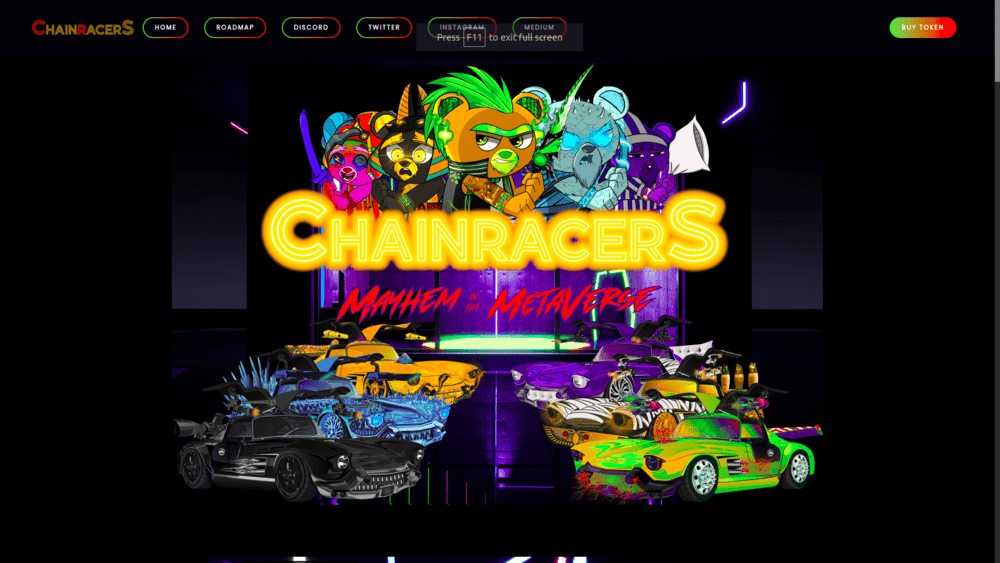 CHAINRACERS
HOME
ROADMAP
DISCORD
TWITTER
INSTAGRAM
MEDIUM
BUY TOKEN
Press F11 to exit full screen
CHAINRACERS
MAYHEM IN THE METAVERSE